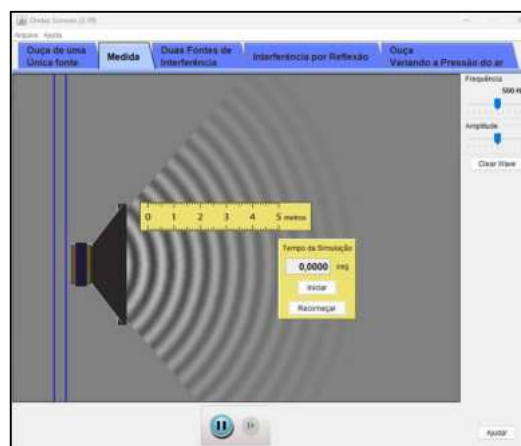 Ondas Sonoras (2.19)
Arquivo Ajuda
Ouça de uma
Única fonte
Medida
Duas Fontes de
Interferência
Interferência por Reflexão
Ouça
Variando a Pressão do ar
Frequência
500 H
Amplitude
Clear Wave
0 1 2 3 4 5 metros
Tempo da Simulação
0,0000 seg
Iniciar
Recomeçar
Ajudar